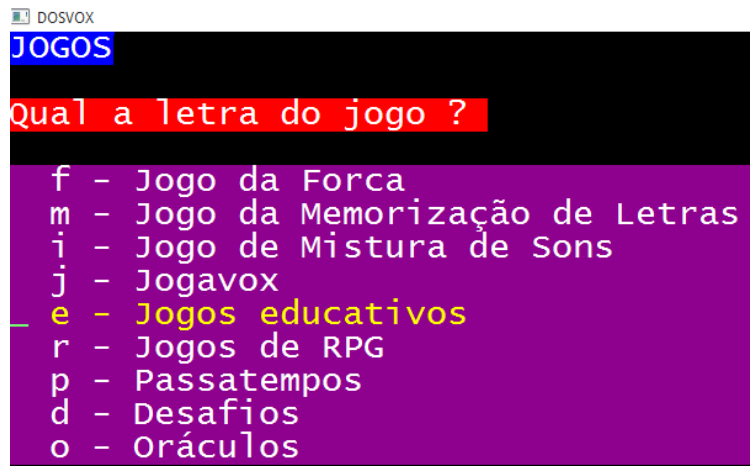 DOSVOX
JOGOS
Qual a letra do jogo ?
f - Jogo da Forca
m - Jogo da Memorização de Letras
i - Jogo de Mistura de Sons
j - Jogavox
_ e - Jogos educativos
r - Jogos de RPG
p - Passatempos
d - Desafios
o - Oráculos